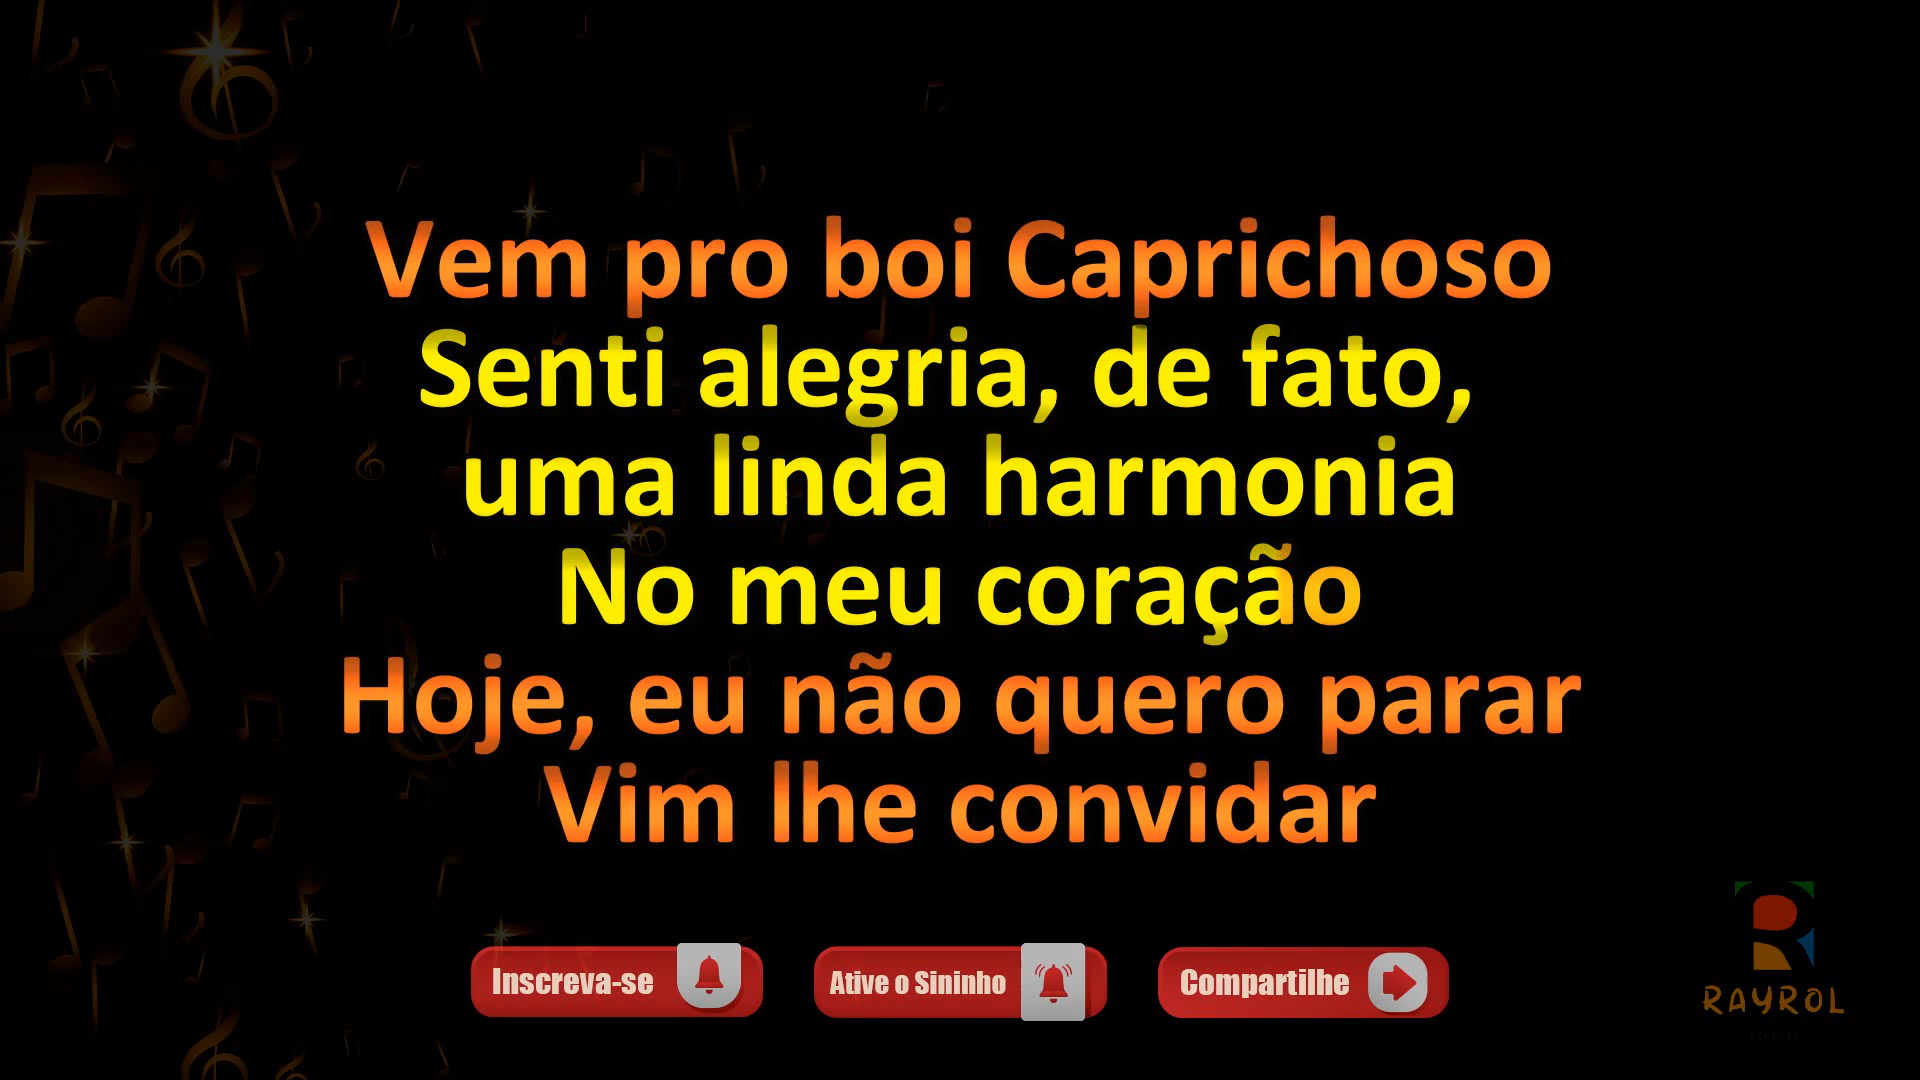 Vem pro boi Caprichoso
Senti alegria, de fato,
uma linda harmonia
No meu coração
Hoje, eu não quero parar
Vim lhe convidar
Inscreva-se
Ative o Sininho
Compartilhe
RAYROL